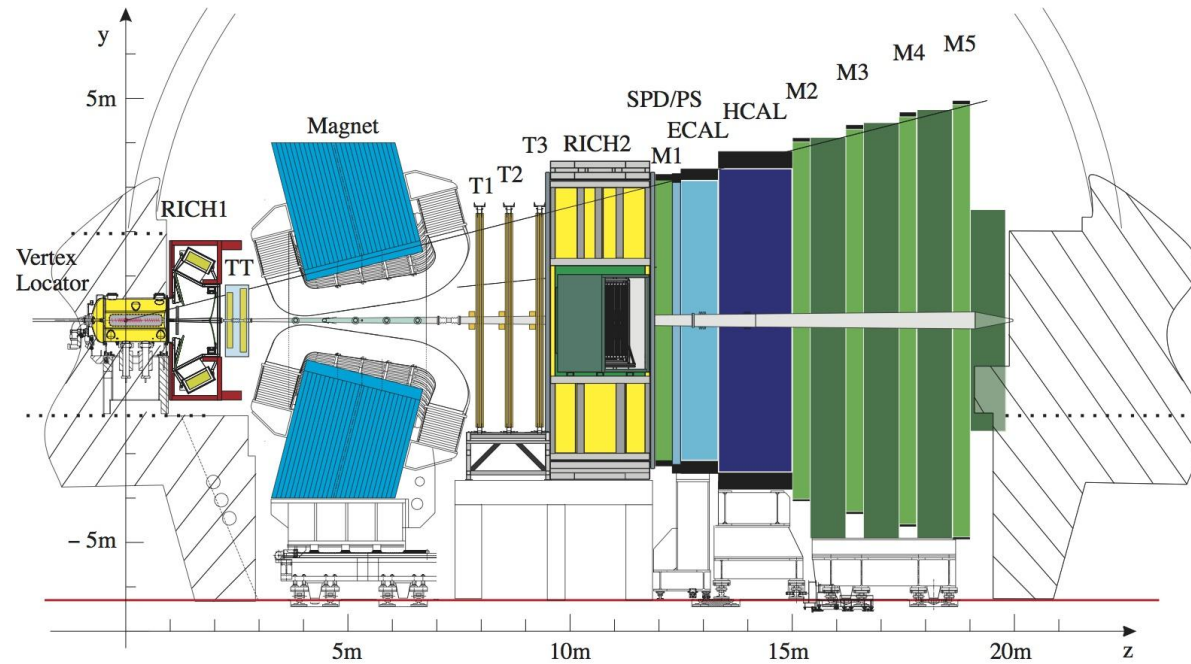 y
5m
Magnet
RICH1
Vertex
Locator
TT
T1
T2
T3
RICH2
M1
SPD/PS
ECAL
HCAL
M2
M3
M4
M5
- 5m
5m
10m
15m
20m
z